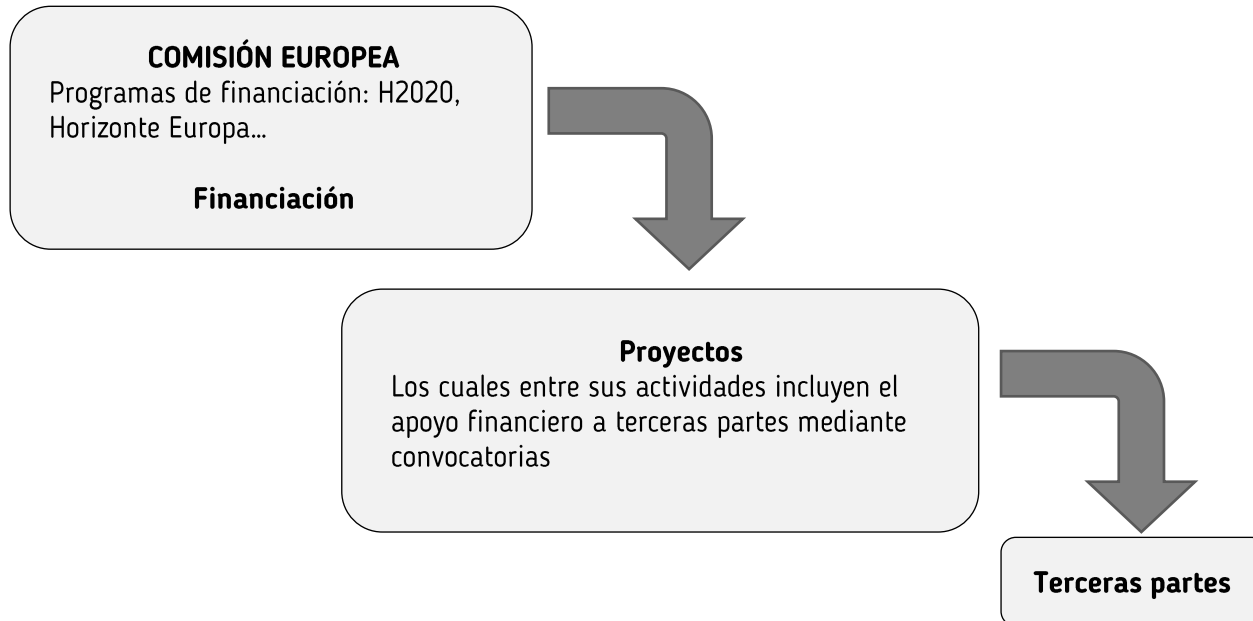 COMISIÓN EUROPEA
Programas de financiación: H2020,
Horizonte Europa...
Financiación
Proyectos
Los cuales entre sus actividades incluyen el
apoyo financiero a terceras partes mediante
convocatorias
Terceras partes